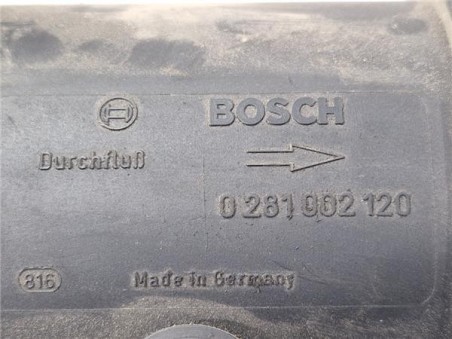 BOSCH
Durchfluß
0 281 002 120
816 Made in Germany